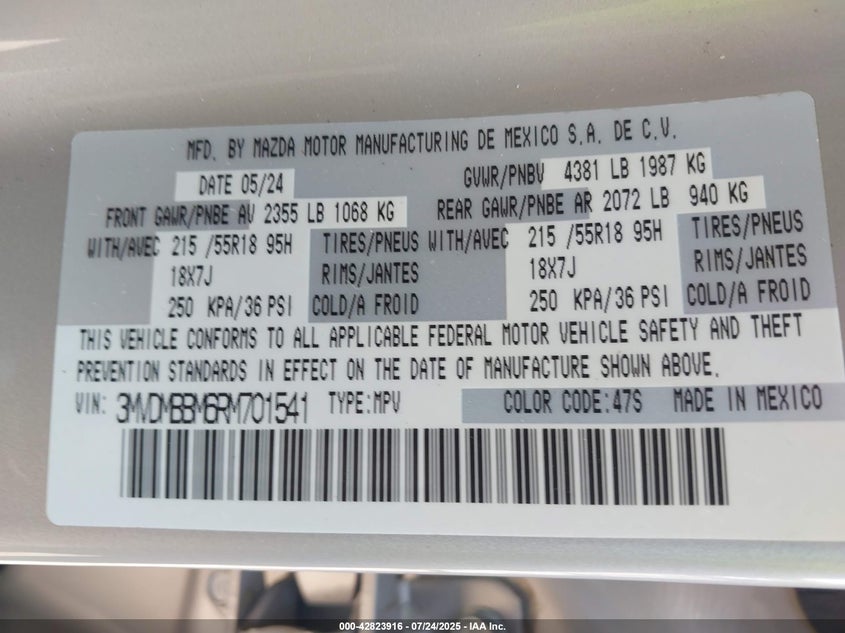 MFD. BY MAZDA MOTOR MANUFACTURING DE MEXICO S.A. DE C.V.
DATE 05/24 GVWR/PNBV 4381 LB 1987 KG
FRONT GAWR/PNBE AV 2355 LB 1068 KG REAR GAWR/PNBE AR 2072 LB 940 KG
WITH/AVEC 215 /55R18 95H TIRES/PNEUS WITH/AVEC 215 /55R18 95H TIRES/PNEUS
18X7J RIMS/JANTES 18X7J RIMS/JANTES
250 KPA/36 PSI COLD/A FROID 250 KPA/36 PSI COLD/A FROID
THIS VEHICLE CONFORMS TO ALL APPLICABLE FEDERAL MOTOR VEHICLE SAFETY AND THEFT
PREVENTION STANDARDS IN EFFECT ON THE DATE OF MANUFACTURE SHOWN ABOVE.
VIN: 3MVDMBBM6RM701541 TYPE:MPV COLOR CODE:47S MADE IN MEXICO
000-42823916 - 07/24/2025 - IAA Inc.